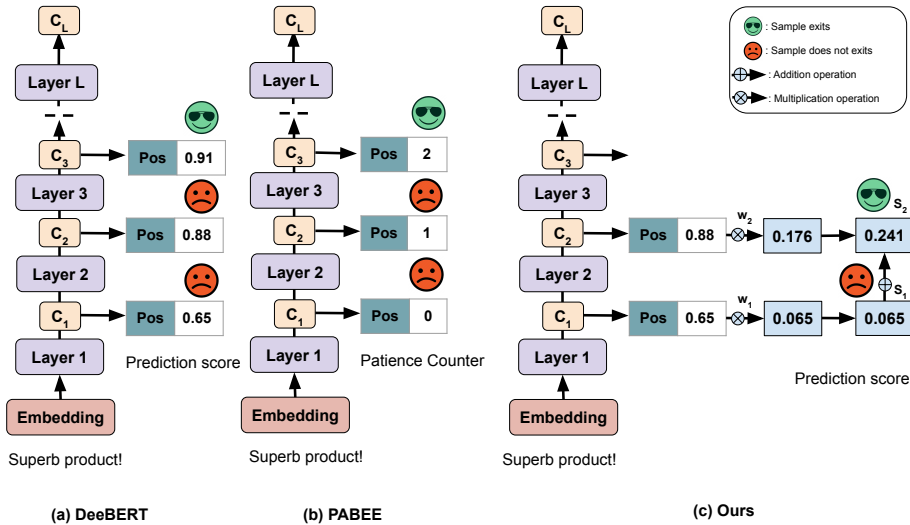 C_L
Layer L
C_3
Pos 0.91
Layer 3
C_2
Pos 0.88
Layer 2
C_1
Pos 0.65
Layer 1
Prediction score
Embedding
Superb product!
(a) DeeBERT
C_L
Layer L
C_3
Pos 2
Layer 3
C_2
Pos 1
Layer 2
C_1
Pos 0
Layer 1
Patience Counter
Embedding
Superb product!
(b) PABEE
C_L
Layer L
C_3
Layer 3
C_2
Pos 0.88
w_2
0.176
S_2
0.241
Layer 2
C_1
Pos 0.65
w_1
0.065
S_1
0.065
Layer 1
Prediction score
Embedding
Superb product!
(c) Ours
: Sample exits
: Sample does not exits
: Addition operation
: Multiplication operation